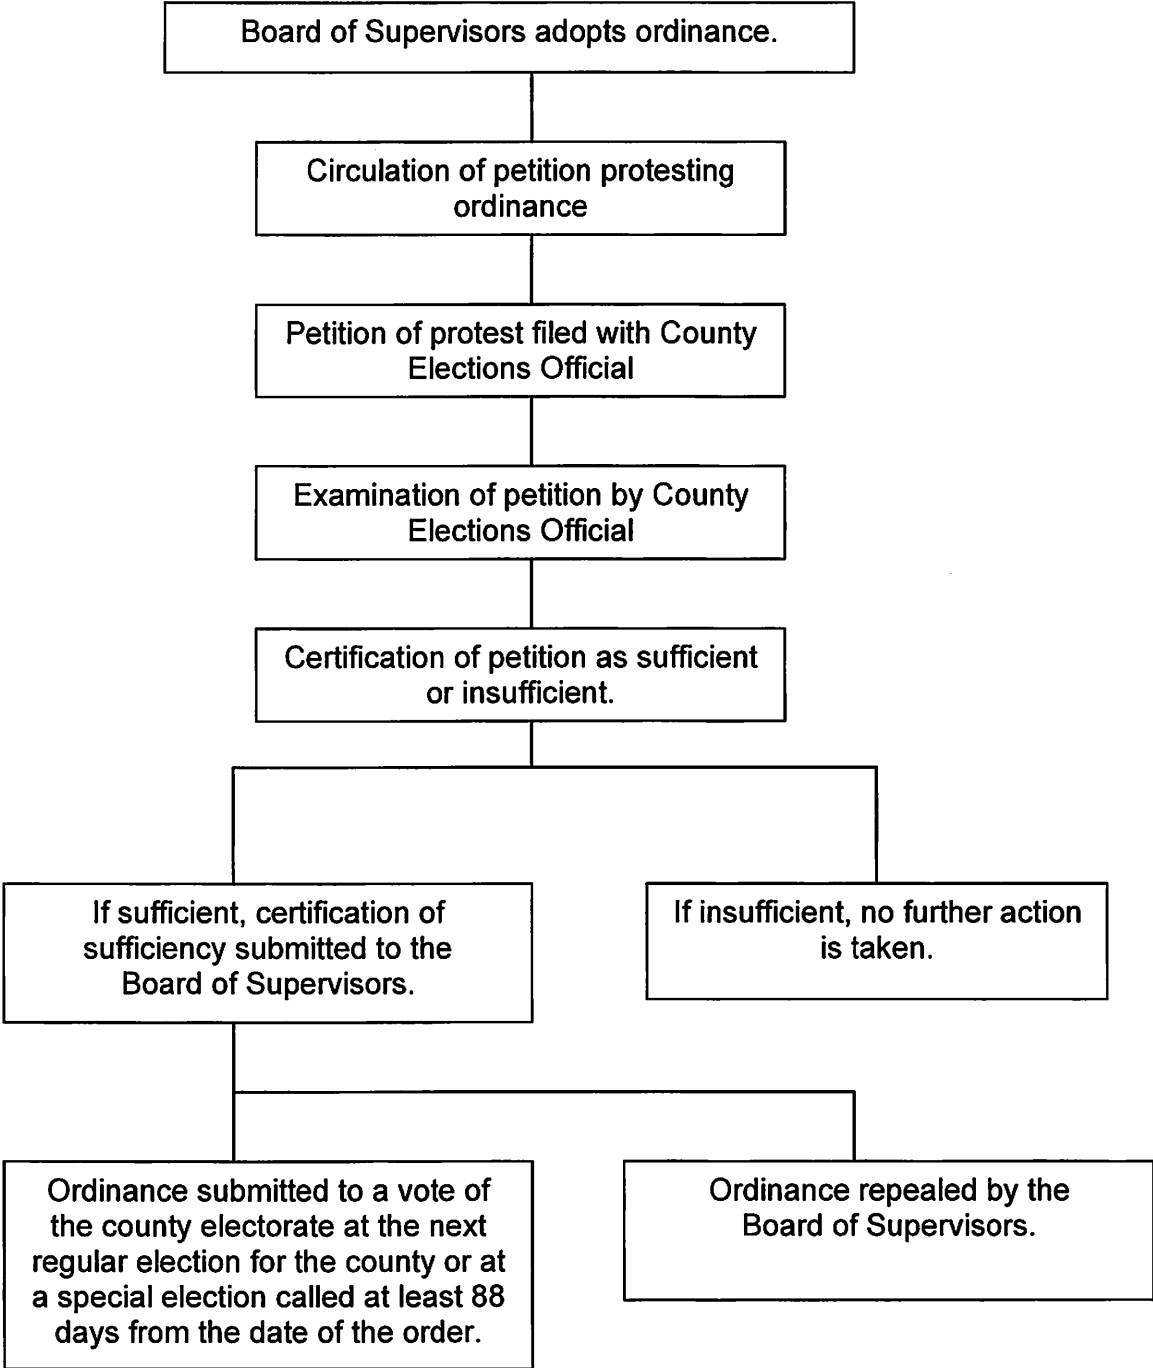 Board of Supervisors adopts ordinance.
Circulation of petition protesting
ordinance
Petition of protest filed with County
Elections Official
Examination of petition by County
Elections Official
Certification of petition as sufficient
or insufficient.
If sufficient, certification of
sufficiency submitted to the
Board of Supervisors.
If insufficient, no further action
is taken.
Ordinance submitted to a vote of
the county electorate at the next
regular election for the county or at
a special election called at least 88
days from the date of the order.
Ordinance repealed by the
Board of Supervisors.